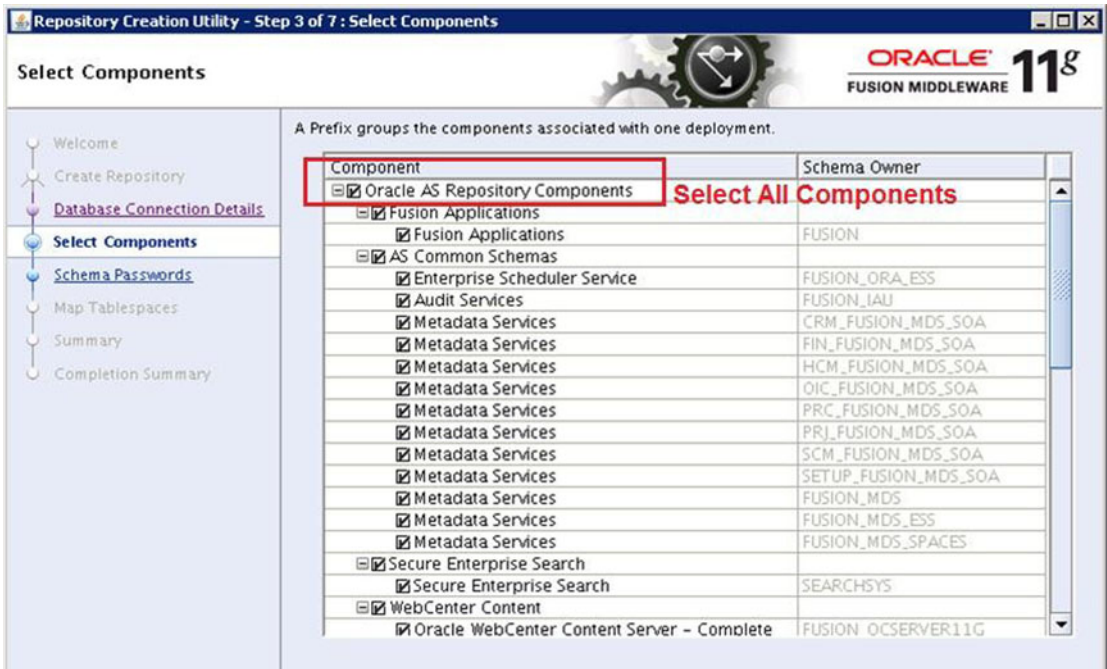 Repository Creation Utility - Step 3 of 7 : Select Components
Select Components
ORACLE
FUSION MIDDLEWARE
11g
Welcome
Create Repository
Database Connection Details
Select Components
Schema Passwords
Map Tablespaces
Summary
Completion Summary
A Prefix groups the components associated with one deployment.
Component Schema Owner
Oracle AS Repository Components
Select All Components
Fusion Applications
Fusion Applications FUSION
AS Common Schemas
Enterprise Scheduler Service FUSION_ORA_ESS
Audit Services FUSION_IAU
Metadata Services CRM_FUSION_MDS_SOA
Metadata Services FIN_FUSION_MDS_SOA
Metadata Services HCM_FUSION_MDS_SOA
Metadata Services OIC_FUSION_MDS_SOA
Metadata Services PRC_FUSION_MDS_SOA
Metadata Services PRJ_FUSION_MDS_SOA
Metadata Services SCM_FUSION_MDS_SOA
Metadata Services SETUP_FUSION_MDS_SOA
Metadata Services FUSION_MDS
Metadata Services FUSION_MDS_ESS
Metadata Services FUSION_MDS_SPACES
Secure Enterprise Search
Secure Enterprise Search SEARCHSYS
WebCenter Content
Oracle WebCenter Content Server - Complete FUSION_OCSERVER11G